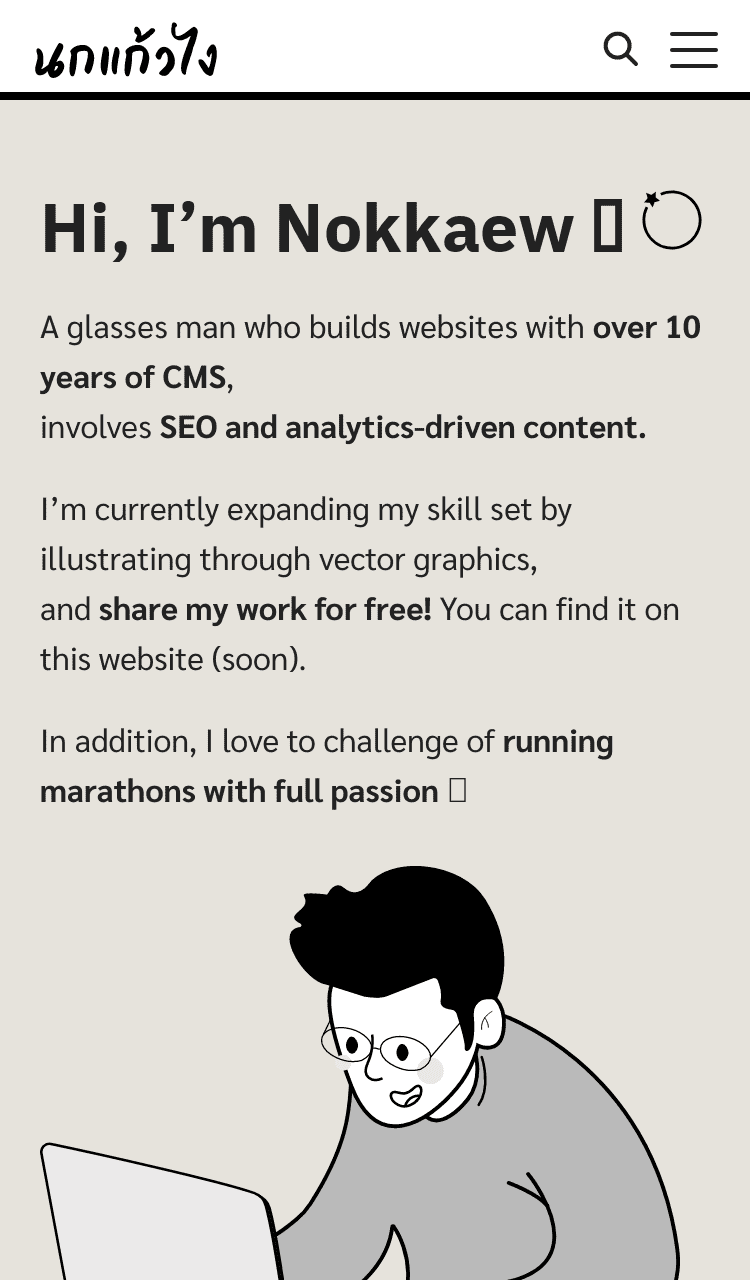 นกแก้วไง
Hi, I’m Nokkaew
A glasses man who builds websites with over 10
years of CMS,
involves SEO and analytics-driven content.
I’m currently expanding my skill set by
illustrating through vector graphics,
and share my work for free! You can find it on
this website (soon).
In addition, I love to challenge of running
marathons with full passion